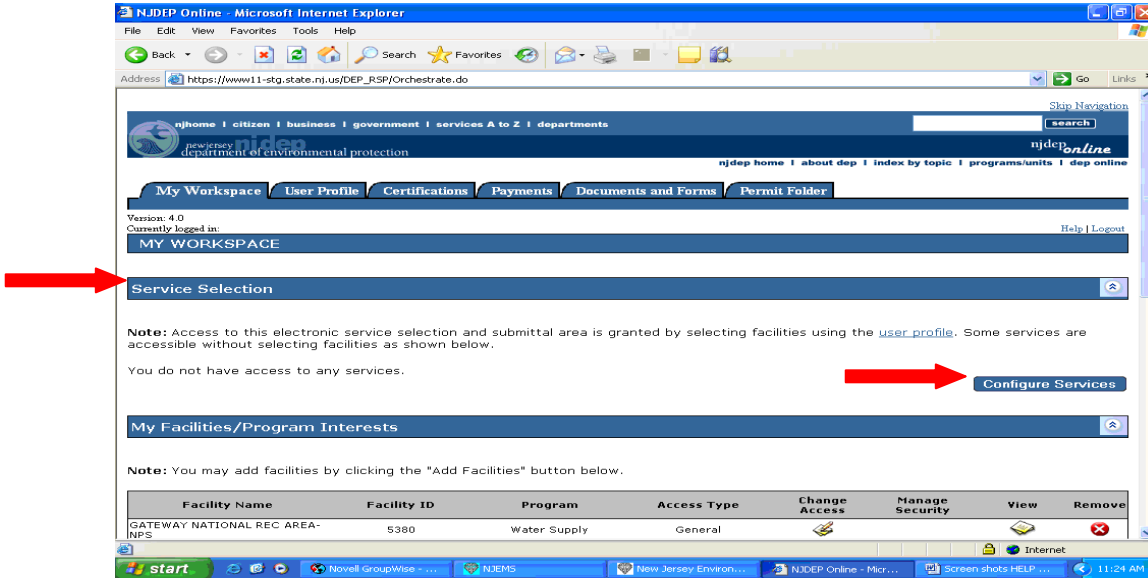 NJDEP Online - Microsoft Internet Explorer
File Edit View Favorites Tools Help
Back Search Favorites
Address https://www11-stg.state.nj.us/DEP_RSP/Orchestrate.do Go Links
Skip Navigation
njhome | citizen | business | government | services A to Z | departments search
newjersey njdep
department of environmental protection
njdep online
njdep home | about dep | index by topic | programs/units | dep online
My Workspace User Profile Certifications Payments Documents and Forms Permit Folder
Version: 4.0
Currently logged in: Help | Logout
MY WORKSPACE
Service Selection
Note: Access to this electronic service selection and submittal area is granted by selecting facilities using the user profile. Some services are
accessible without selecting facilities as shown below.
You do not have access to any services.
Configure Services
My Facilities/Program Interests
Note: You may add facilities by clicking the "Add Facilities" button below.
Facility Name Facility ID Program Access Type Change Access Manage Security View Remove
GATEWAY NATIONAL REC AREA-
NPS 5380 Water Supply General
Internet
start Novell GroupWise - ... NJEMS New Jersey Environ... NJDEP Online - Micr... Screen shots HELP ... 11:24 AM